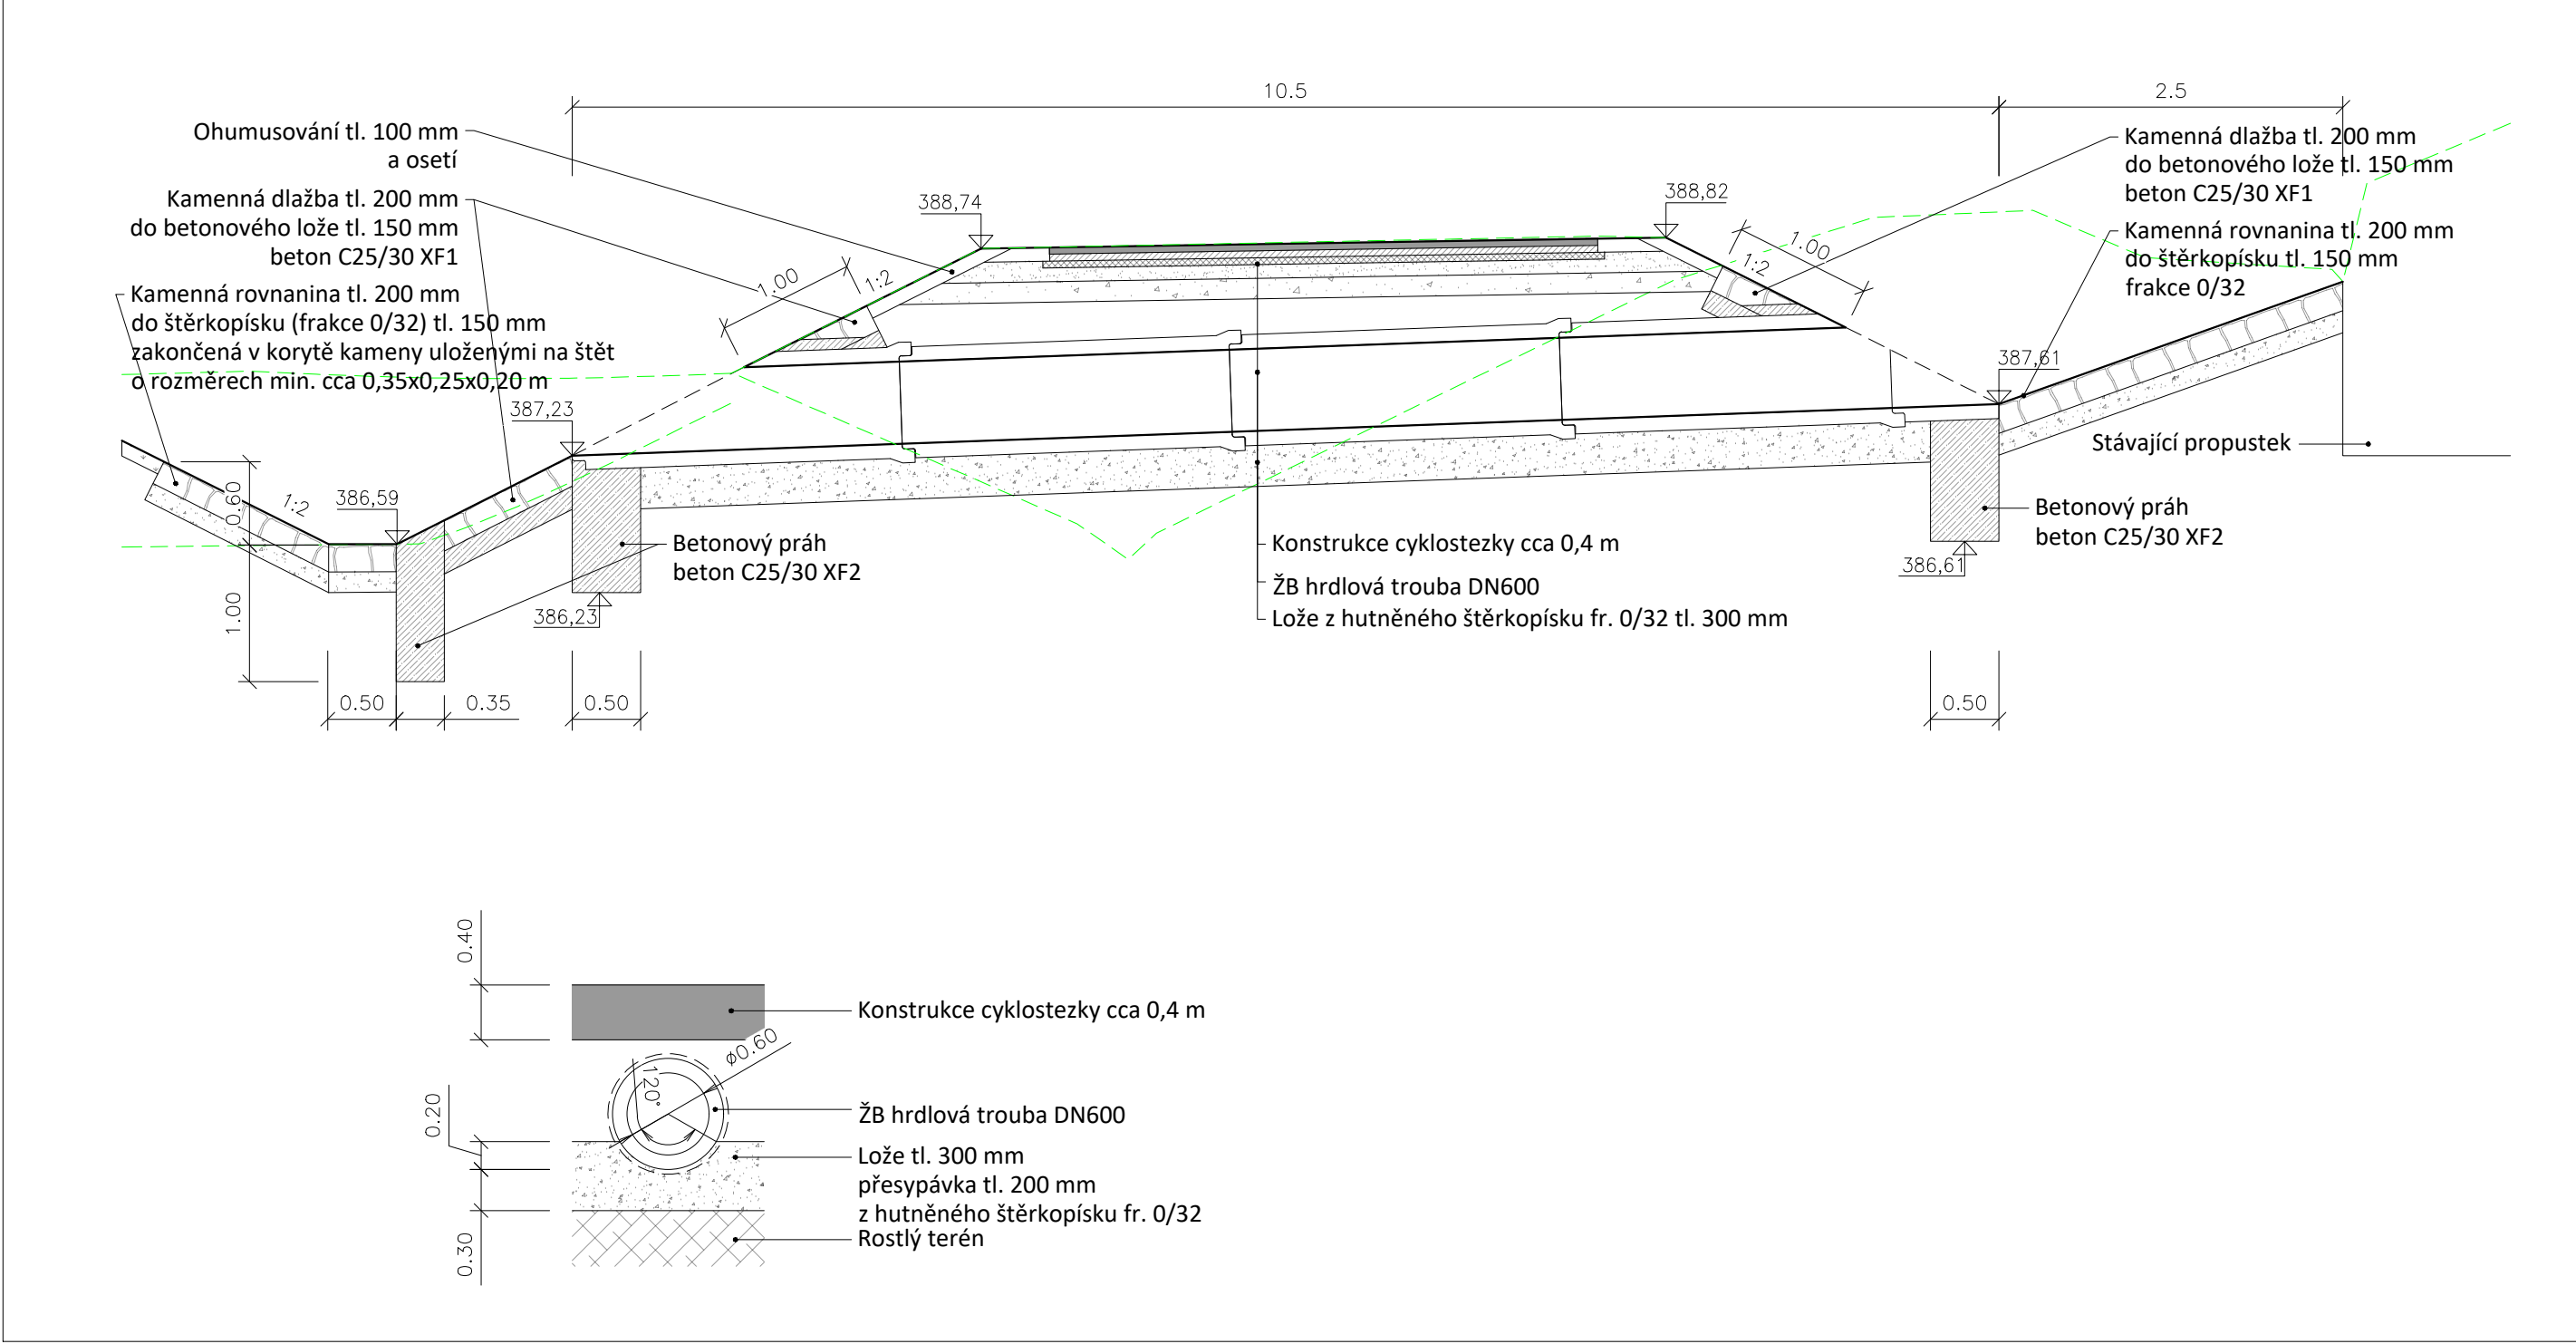 10.5
2.5
Ohumusování tl. 100 mm
a osetí
Kamenná dlažba tl. 200 mm
do betonového lože tl. 150 mm
beton C25/30 XF1
Kamenná rovnanina tl. 200 mm
do štěrkopísku (frakce 0/32) tl. 150 mm
zakončená v korytě kameny uloženými na štět
o rozměrech min. cca 0,35x0,25x0,20 m
388,74
388,82
1.00
1:2
1.00
1:2
Kamenná dlažba tl. 200 mm
do betonového lože tl. 150 mm
beton C25/30 XF1
Kamenná rovnanina tl. 200 mm
do štěrkopísku tl. 150 mm
frakce 0/32
387,23
387,61
Stávající propustek
0.60
1:2
386,59
1.00
Betonový práh
beton C25/30 XF2
386,23
Konstrukce cyklostezky cca 0,4 m
ŽB hrdlová trouba DN600
Lože z hutněného štěrkopísku fr. 0/32 tl. 300 mm
386,61
Betonový práh
beton C25/30 XF2
0.50
0.35
0.50
0.50
0.40
Konstrukce cyklostezky cca 0,4 m
ø0.60
120°
0.20
ŽB hrdlová trouba DN600
Lože tl. 300 mm
přesypávka tl. 200 mm
z hutněného štěrkopísku fr. 0/32
Rostlý terén
0.30